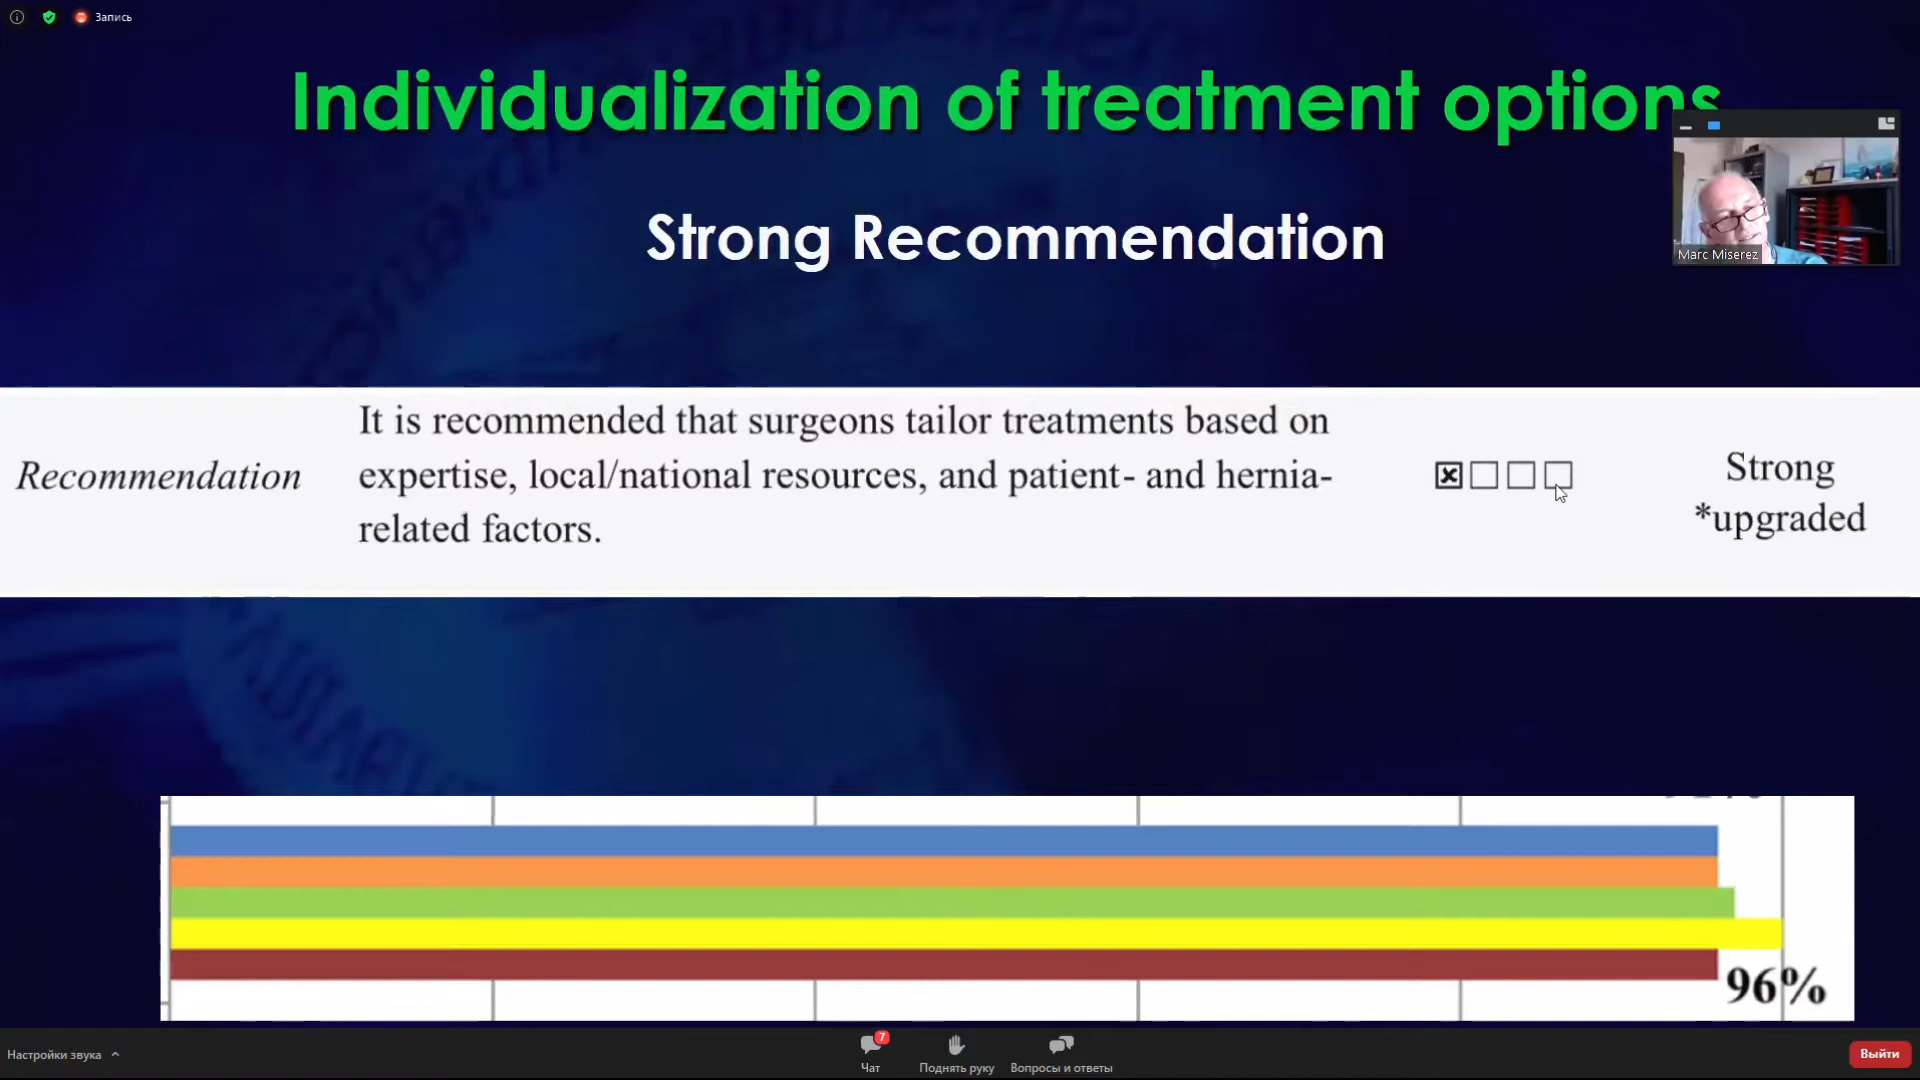 Запись
Individualization of treatment options
Marc Miserez
Strong Recommendation
It is recommended that surgeons tailor treatments based on
Recommendation expertise, local/national resources, and patient- and hernia- Strong
related factors. *upgraded
96%
Настройки звука
7
Чат
Поднять руку
Вопросы и ответы
Выйти